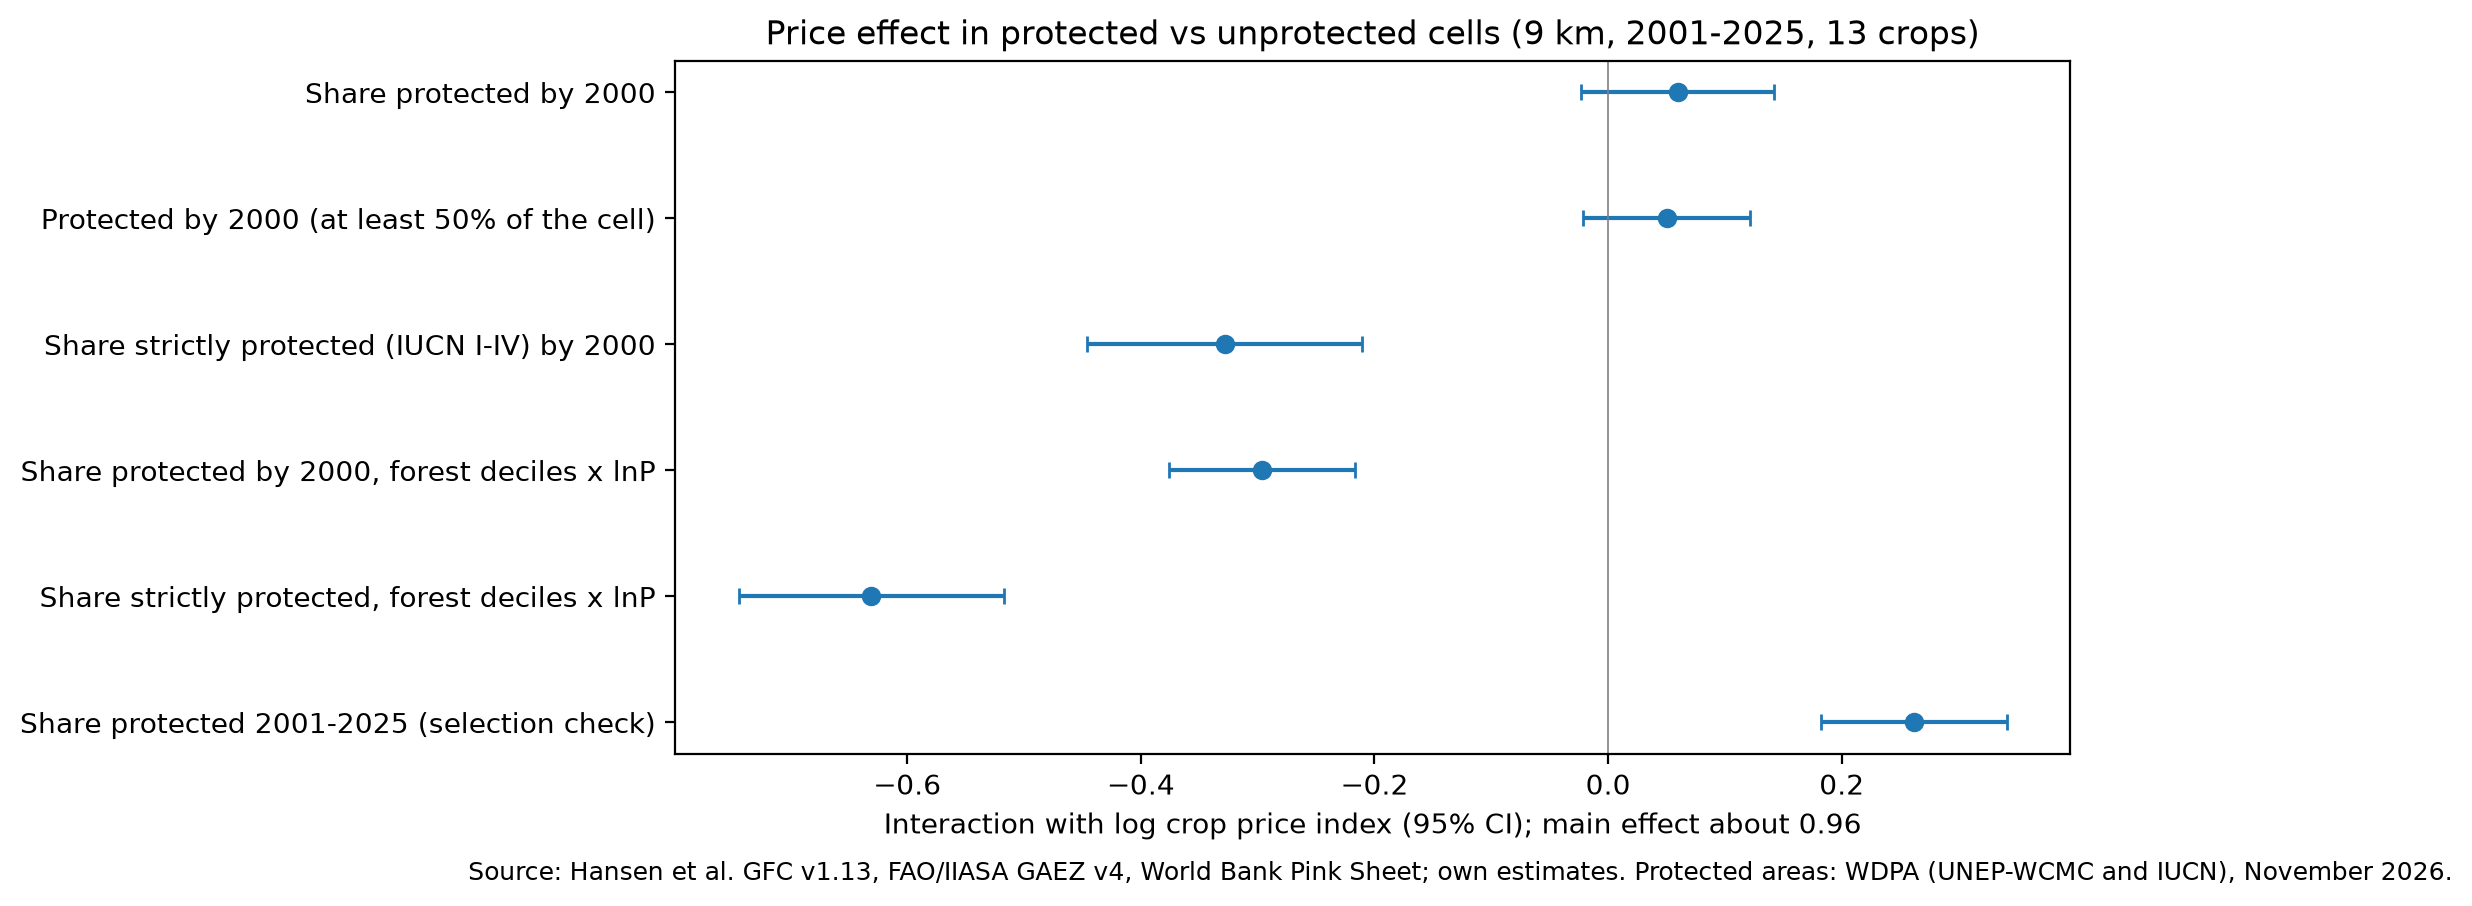 Price effect in protected vs unprotected cells (9 km, 2001-2025, 13 crops)
Share protected by 2000
Protected by 2000 (at least 50% of the cell)
Share strictly protected (IUCN I-IV) by 2000
Share protected by 2000, forest deciles x lnP
Share strictly protected, forest deciles x lnP
Share protected 2001-2025 (selection check)
−0.6 −0.4 −0.2 0.0 0.2
Interaction with log crop price index (95% CI); main effect about 0.96
Source: Hansen et al. GFC v1.13, FAO/IIASA GAEZ v4, World Bank Pink Sheet; own estimates. Protected areas: WDPA (UNEP-WCMC and IUCN), November 2026.